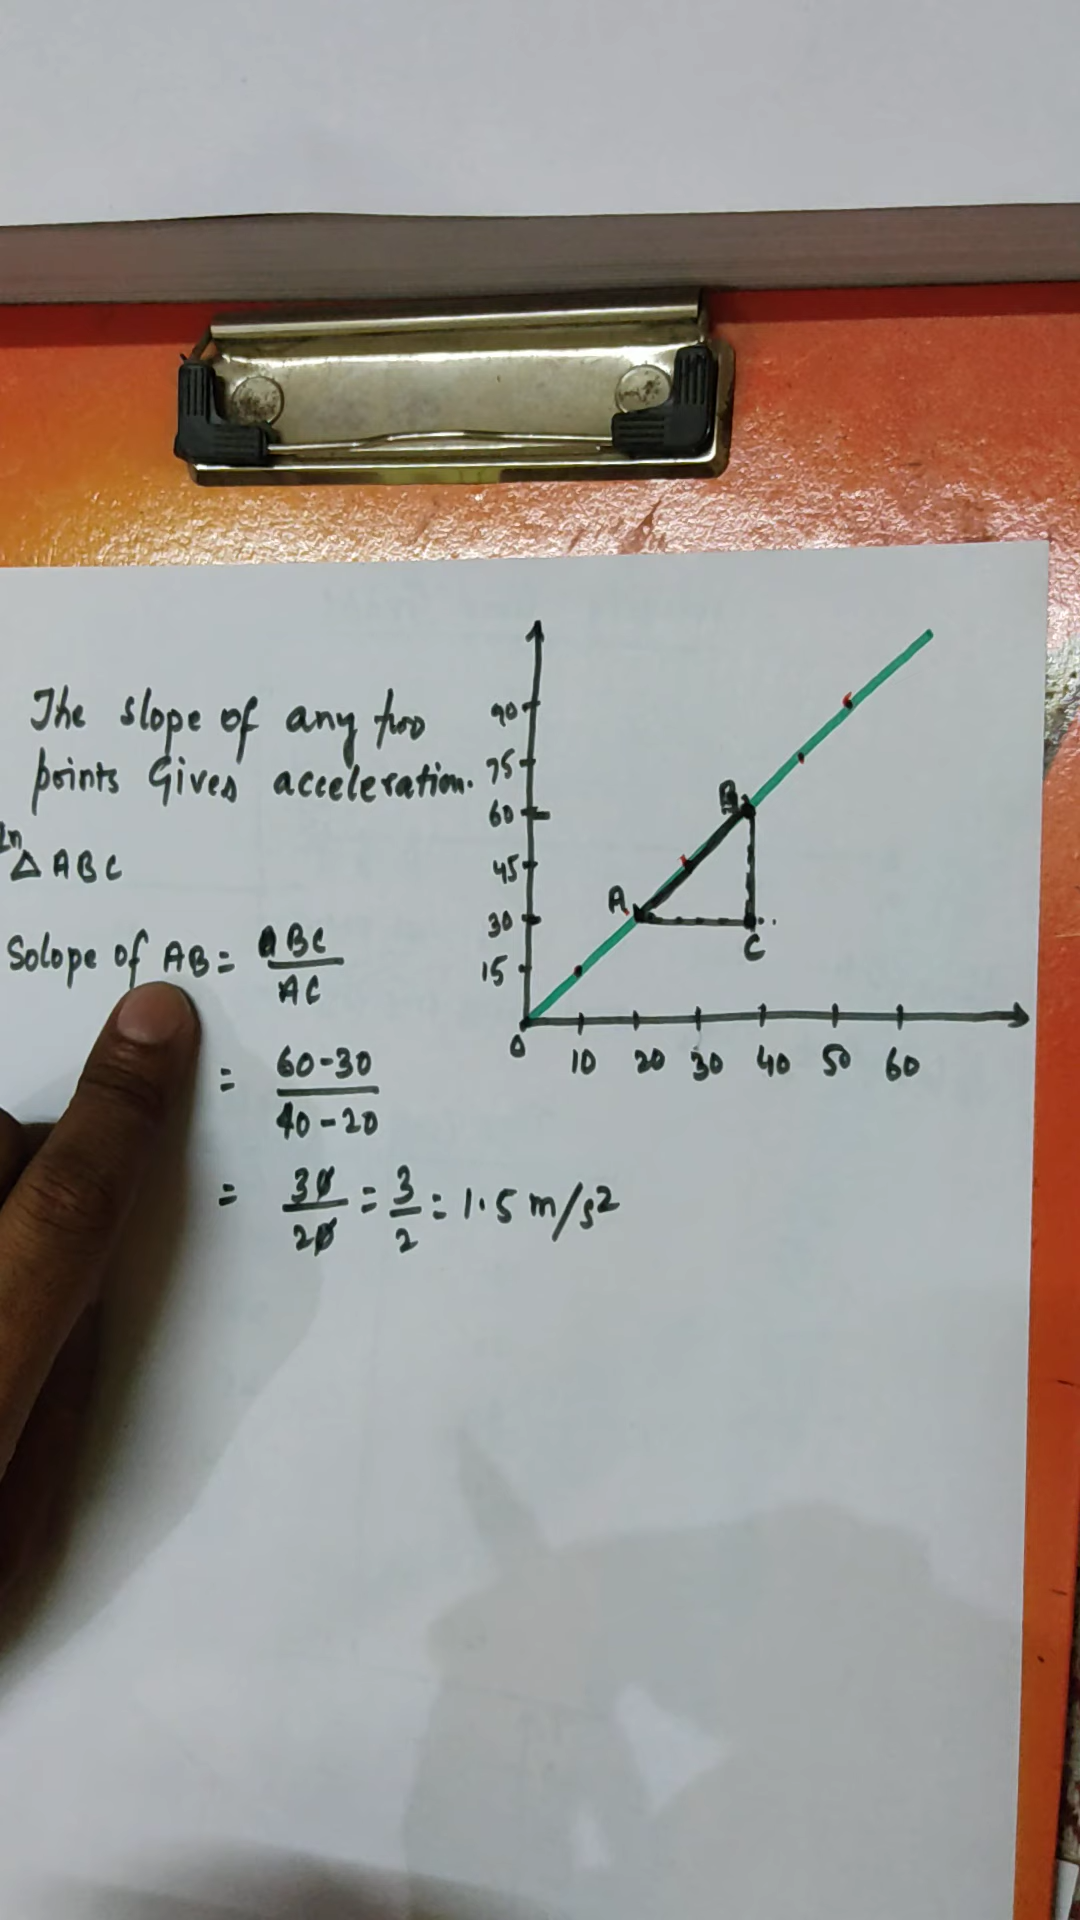 The slope of any two
points Gives acceleration.
In
△ ABC
Solope of AB = BC/AC
= 60-30/40-20
= 30/20 = 3/2 = 1.5 m/s2
90
75
60
45
30
15
0
10 20 30 40 50 60
A
B
C